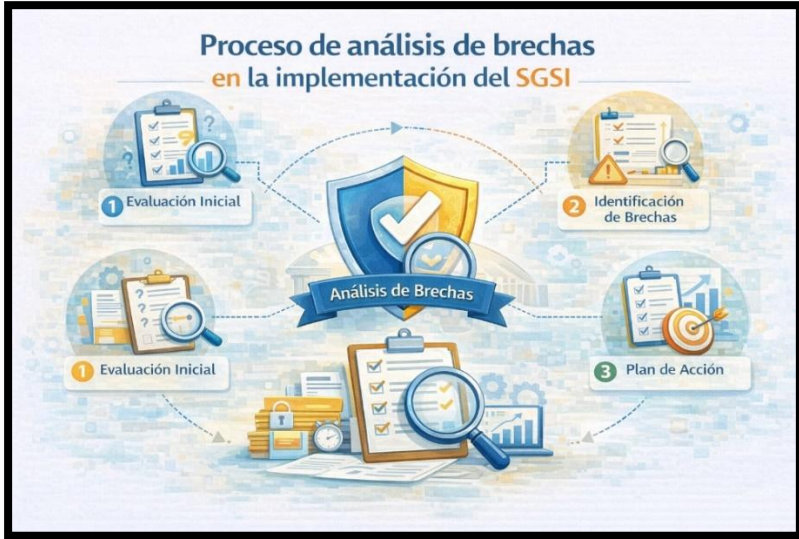 Proceso de análisis de brechas
en la implementación del SGSI
1 Evaluación Inicial
2 Identificación
de Brechas
Análisis de Brechas
1 Evaluación Inicial
3 Plan de Acción